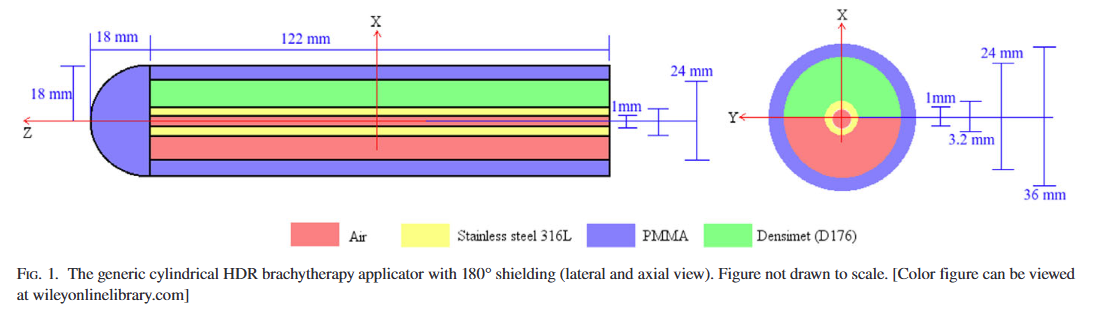 X
18 mm
122 mm
18 mm
Z
24 mm
1mm
X
24 mm
1mm
Y
3.2 mm
36 mm
Air
Stainless steel 316L
PMMA
Densimet (D176)
FIG. 1. The generic cylindrical HDR brachytherapy applicator with 180° shielding (lateral and axial view). Figure not drawn to scale. [Color figure can be viewed
at wileyonlinelibrary.com]